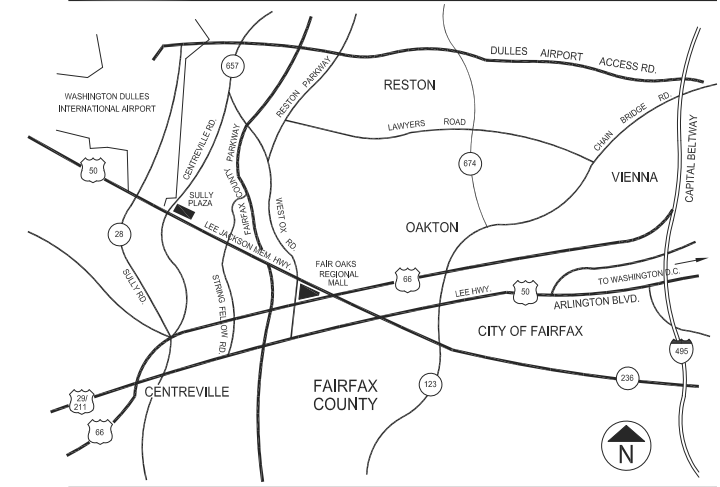 DULLES AIRPORT ACCESS RD.
657
RESTON PARKWAY
RESTON
WASHINGTON DULLES
INTERNATIONAL AIRPORT
CHAIN BRIDGE RD.
LAWYERS ROAD
CENTREVILLE RD.
FAIRFAX COUNTY PARKWAY
CAPITAL BELTWAY
50
674
VIENNA
SULLY
PLAZA
WEST OX RD.
28
LEE JACKSON MEM. HWY.
OAKTON
SULLY RD.
STRING FELLOW RD.
FAIR OAKS
REGIONAL
MALL
66
TO WASHINGTON D.C.
LEE HWY.
50
ARLINGTON BLVD.
CITY OF FAIRFAX
495
236
123
CENTREVILLE
FAIRFAX
COUNTY
29/
211
66
N